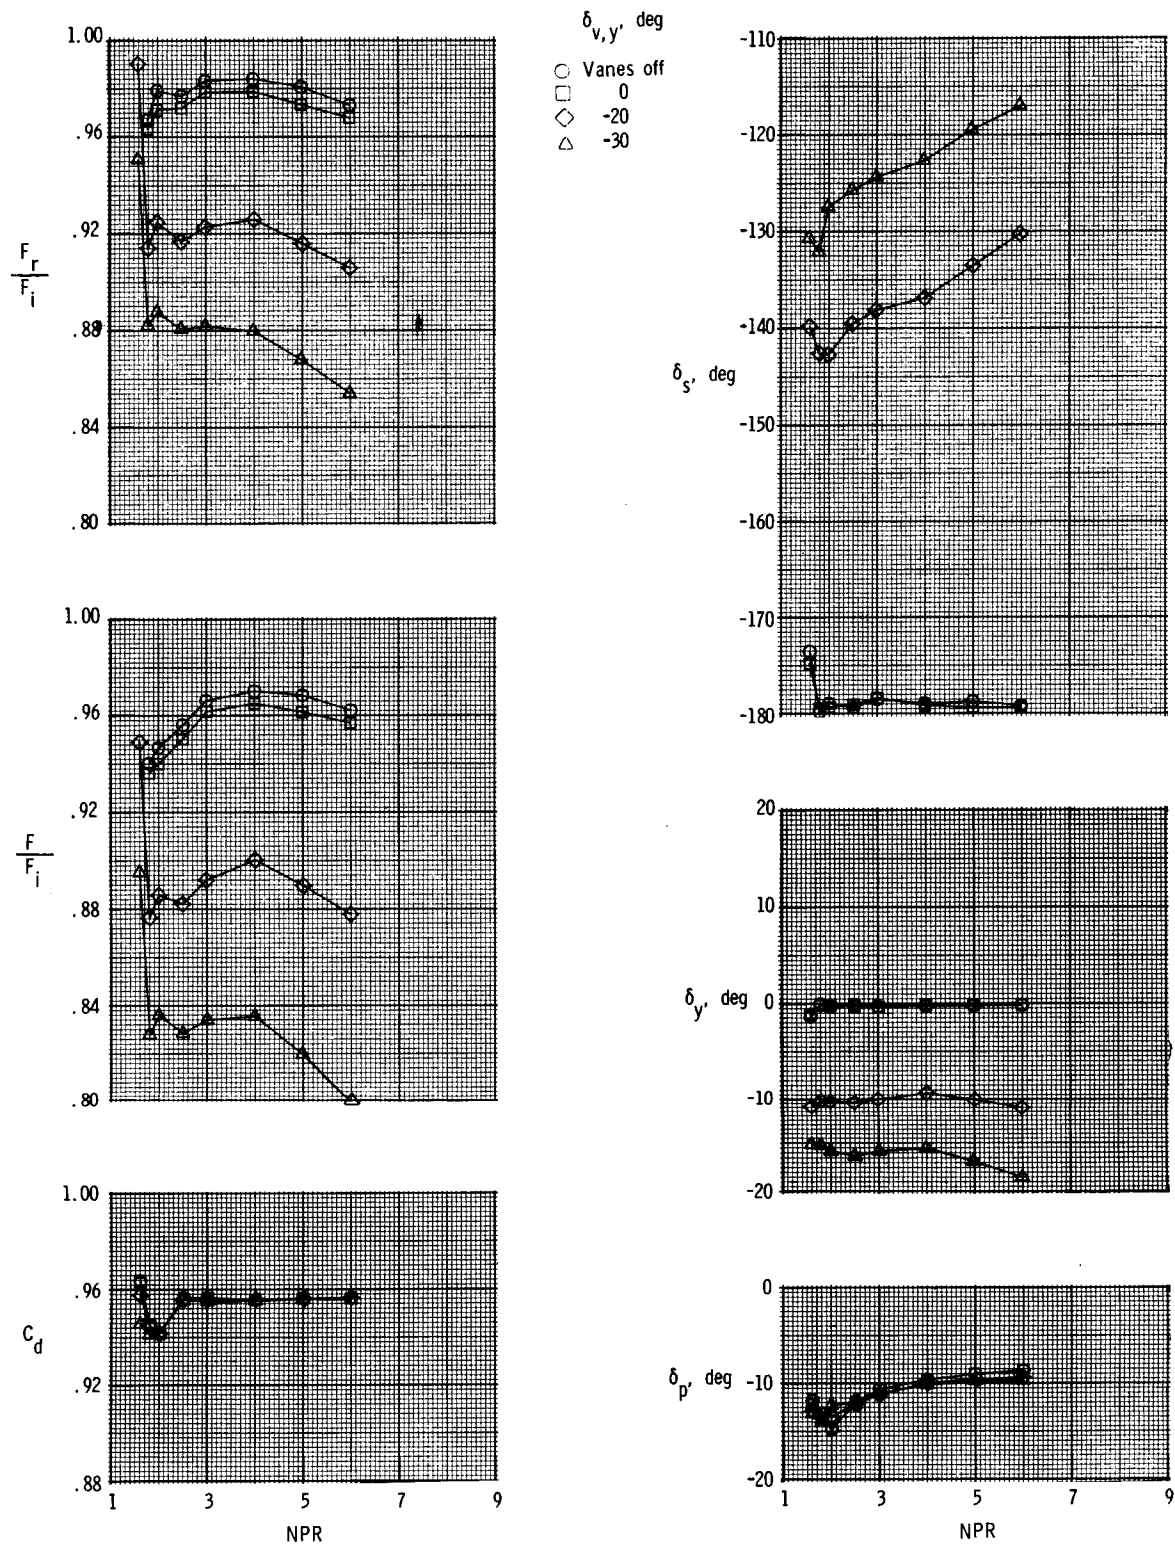 δv,y, deg
Vanes off
0
-20
-30
1.00
.96
.92
.88
.84
.80
Fr
Fi
1.00
.96
.92
.88
.84
.80
F
Fi
1.00
.96
.92
.88
Cd
1 3 5 7 9
NPR
-110
-120
-130
-140
-150
-160
-170
-180
δs, deg
20
10
0
-10
-20
δy, deg
0
-10
-20
δp, deg
1 3 5 7 9
NPR